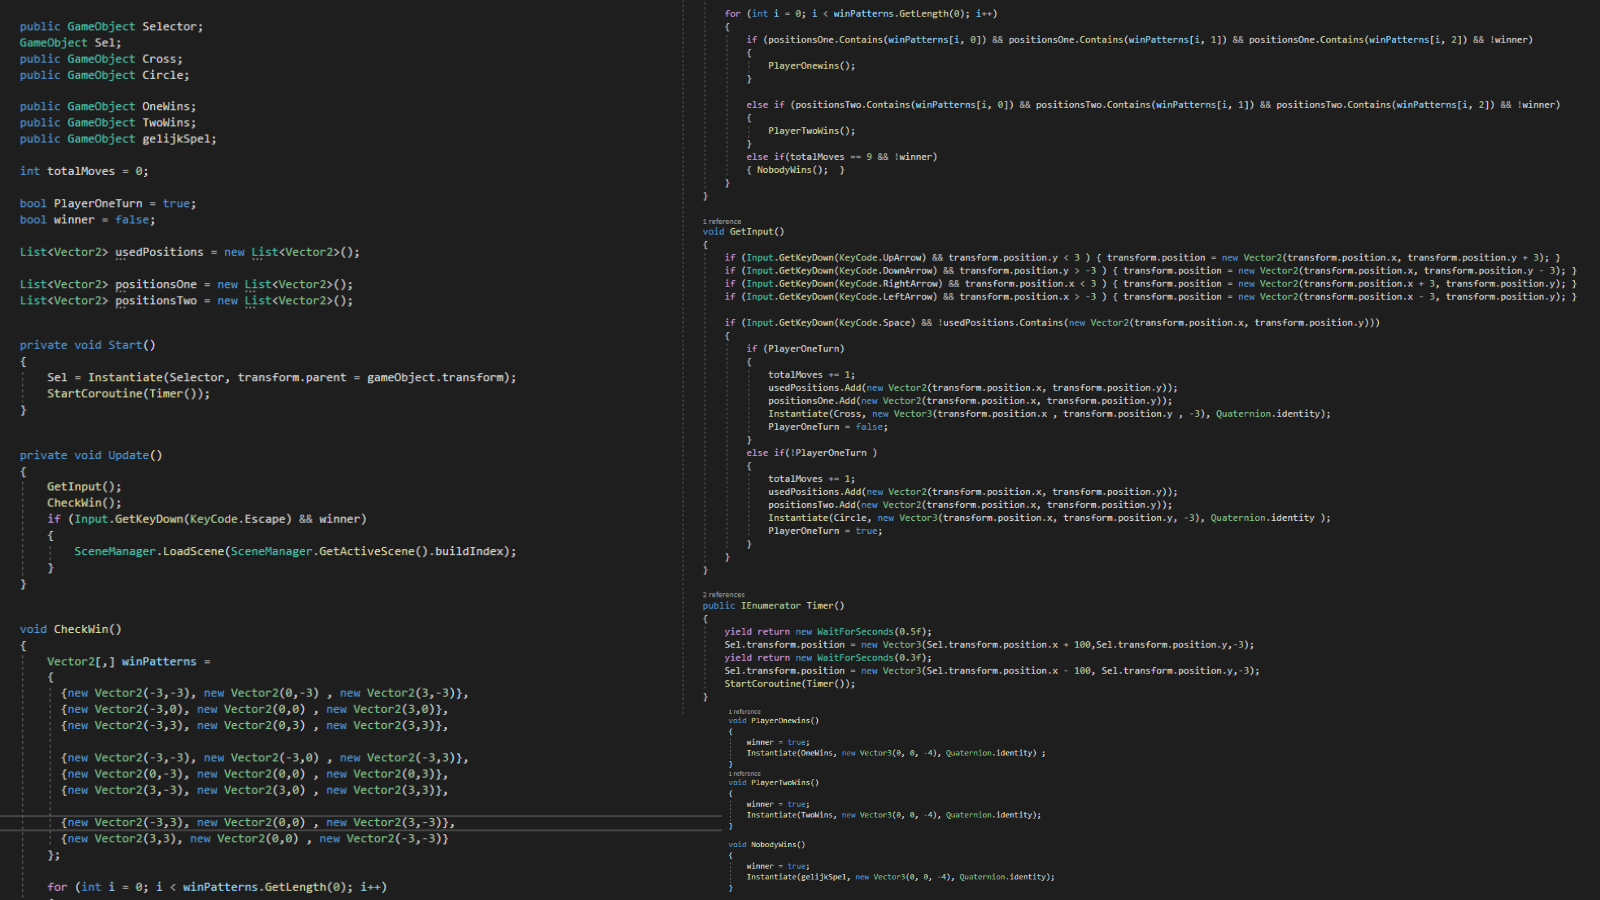 public GameObject Selector;
GameObject Sel;
public GameObject Cross;
public GameObject Circle;
public GameObject OneWins;
public GameObject TwoWins;
public GameObject gelijkSpel;
int totalMoves = 0;
bool PlayerOneTurn = true;
bool winner = false;
List<Vector2> usedPositions = new List<Vector2>();
List<Vector2> positionsOne = new List<Vector2>();
List<Vector2> positionsTwo = new List<Vector2>();
private void Start()
{
Sel = Instantiate(Selector, transform.parent = gameObject.transform);
StartCoroutine(Timer());
}
private void Update()
{
GetInput();
CheckWin();
if (Input.GetKeyDown(KeyCode.Escape) && winner)
{
SceneManager.LoadScene(SceneManager.GetActiveScene().buildIndex);
}
}
void CheckWin()
{
Vector2[,] winPatterns =
{
{new Vector2(-3,-3), new Vector2(0,-3) , new Vector2(3,-3)},
{new Vector2(-3,0), new Vector2(0,0) , new Vector2(3,0)},
{new Vector2(-3,3), new Vector2(0,3) , new Vector2(3,3)},
{new Vector2(-3,-3), new Vector2(-3,0) , new Vector2(-3,3)},
{new Vector2(0,-3), new Vector2(0,0) , new Vector2(0,3)},
{new Vector2(3,-3), new Vector2(3,0) , new Vector2(3,3)},
{new Vector2(-3,3), new Vector2(0,0) , new Vector2(3,-3)},
{new Vector2(3,3), new Vector2(0,0) , new Vector2(-3,-3)}
};
for (int i = 0; i < winPatterns.GetLength(0); i++)
for (int i = 0; i < winPatterns.GetLength(0); i++)
{
if (positionsOne.Contains(winPatterns[i, 0]) && positionsOne.Contains(winPatterns[i, 1]) && positionsOne.Contains(winPatterns[i, 2]) && !winner)
{
PlayerOnewins();
}
else if (positionsTwo.Contains(winPatterns[i, 0]) && positionsTwo.Contains(winPatterns[i, 1]) && positionsTwo.Contains(winPatterns[i, 2]) && !winner)
{
PlayerTwoWins();
}
else if(totalMoves == 9 && !winner)
{ NobodyWins();  }
}
}
1 reference
void GetInput()
{
if (Input.GetKeyDown(KeyCode.UpArrow) && transform.position.y < 3 ) { transform.position = new Vector2(transform.position.x, transform.position.y + 3); }
if (Input.GetKeyDown(KeyCode.DownArrow) && transform.position.y > -3 ) { transform.position = new Vector2(transform.position.x, transform.position.y - 3); }
if (Input.GetKeyDown(KeyCode.RightArrow) && transform.position.x < 3 ) { transform.position = new Vector2(transform.position.x + 3, transform.position.y); }
if (Input.GetKeyDown(KeyCode.LeftArrow) && transform.position.x > -3 ) { transform.position = new Vector2(transform.position.x - 3, transform.position.y); }
if (Input.GetKeyDown(KeyCode.Space) && !usedPositions.Contains(new Vector2(transform.position.x, transform.position.y)))
{
if (PlayerOneTurn)
{
totalMoves += 1;
usedPositions.Add(new Vector2(transform.position.x, transform.position.y));
positionsOne.Add(new Vector2(transform.position.x, transform.position.y));
Instantiate(Cross, new Vector3(transform.position.x , transform.position.y , -3), Quaternion.identity);
PlayerOneTurn = false;
}
else if(!PlayerOneTurn )
{
totalMoves += 1;
usedPositions.Add(new Vector2(transform.position.x, transform.position.y));
positionsTwo.Add(new Vector2(transform.position.x, transform.position.y));
Instantiate(Circle, new Vector3(transform.position.x, transform.position.y, -3), Quaternion.identity );
PlayerOneTurn = true;
}
}
}
2 references
public IEnumerator Timer()
{
yield return new WaitForSeconds(0.5f);
Sel.transform.position = new Vector3(Sel.transform.position.x + 100,Sel.transform.position.y,-3);
yield return new WaitForSeconds(0.3f);
Sel.transform.position = new Vector3(Sel.transform.position.x - 100, Sel.transform.position.y,-3);
StartCoroutine(Timer());
}
1 reference
void PlayerOnewins()
{
winner = true;
Instantiate(OneWins, new Vector3(0, 0, -4), Quaternion.identity) ;
}
1 reference
void PlayerTwoWins()
{
winner = true;
Instantiate(TwoWins, new Vector3(0, 0, -4), Quaternion.identity);
}
void NobodyWins()
{
winner = true;
Instantiate(gelijkSpel, new Vector3(0, 0, -4), Quaternion.identity);
}